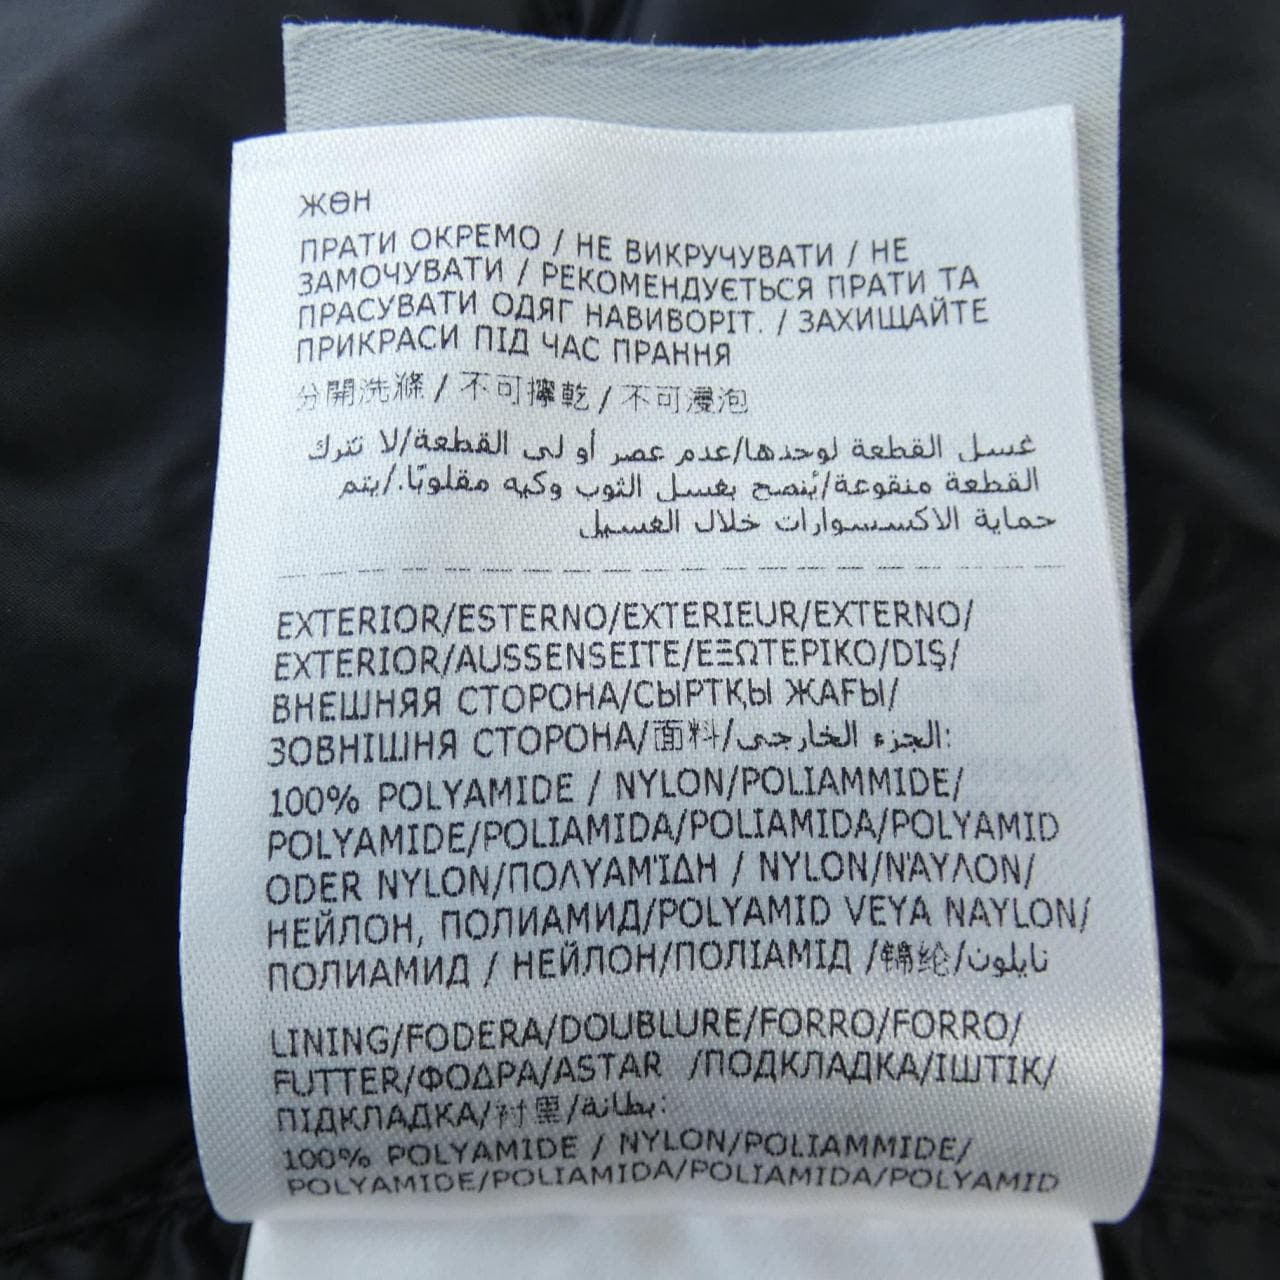 ЖӨН
ПРАТИ ОКРЕМО / НЕ ВИКРУЧУВАТИ / НЕ
ЗАМОЧУВАТИ / РЕКОМЕНДУЄТЬСЯ ПРАТИ ТА
ПРАСУВАТИ ОДЯГ НАВИВОРІТ. / ЗАХИЩАЙТЕ
ПРИКРАСИ ПІД ЧАС ПРАННЯ
分開洗滌 / 不可擰乾 / 不可浸泡
غسل القطعة لوحدها/عدم عصر أو لي القطعة/لا تترك
القطعة منقوعة/يُنصح بغسل الثوب وكيه مقلوبًا./يتم
حماية الاكسسوارات خلال الغسيل
EXTERIOR/ESTERNO/EXTERIEUR/EXTERNO/
EXTERIOR/AUSSENSEITE/ΕΞΩΤΕΡΙΚΟ/DIŞ/
ВНЕШНЯЯ СТОРОНА/СЫРТҚЫ ЖАҒЫ/
ЗОВНІШНЯ СТОРОНА/面料/الجزء الخارجي:
100% POLYAMIDE / NYLON/POLIAMMIDE/
POLYAMIDE/POLIAMIDA/POLIAMIDA/POLYAMID
ODER NYLON/ΠΟΛΥΑΜΊΔΗ / NYLON/ΝΆΥΛΟΝ/
НЕЙЛОН, ПОЛИАМИД/POLYAMID VEYA NAYLON/
ПОЛИАМИД / НЕЙЛОН/ПОЛІАМІД /锦纶/نايلون
LINING/FODERA/DOUBLURE/FORRO/FORRO/
FUTTER/ΦΟΔΡΑ/ASTAR /ПОДКЛАДКА/ІШТІК/
ПІДКЛАДКА/衬里/بطانة:
100% POLYAMIDE / NYLON/POLIAMMIDE/
POLYAMIDE/POLIAMIDA/POLIAMIDA/POLYAMID